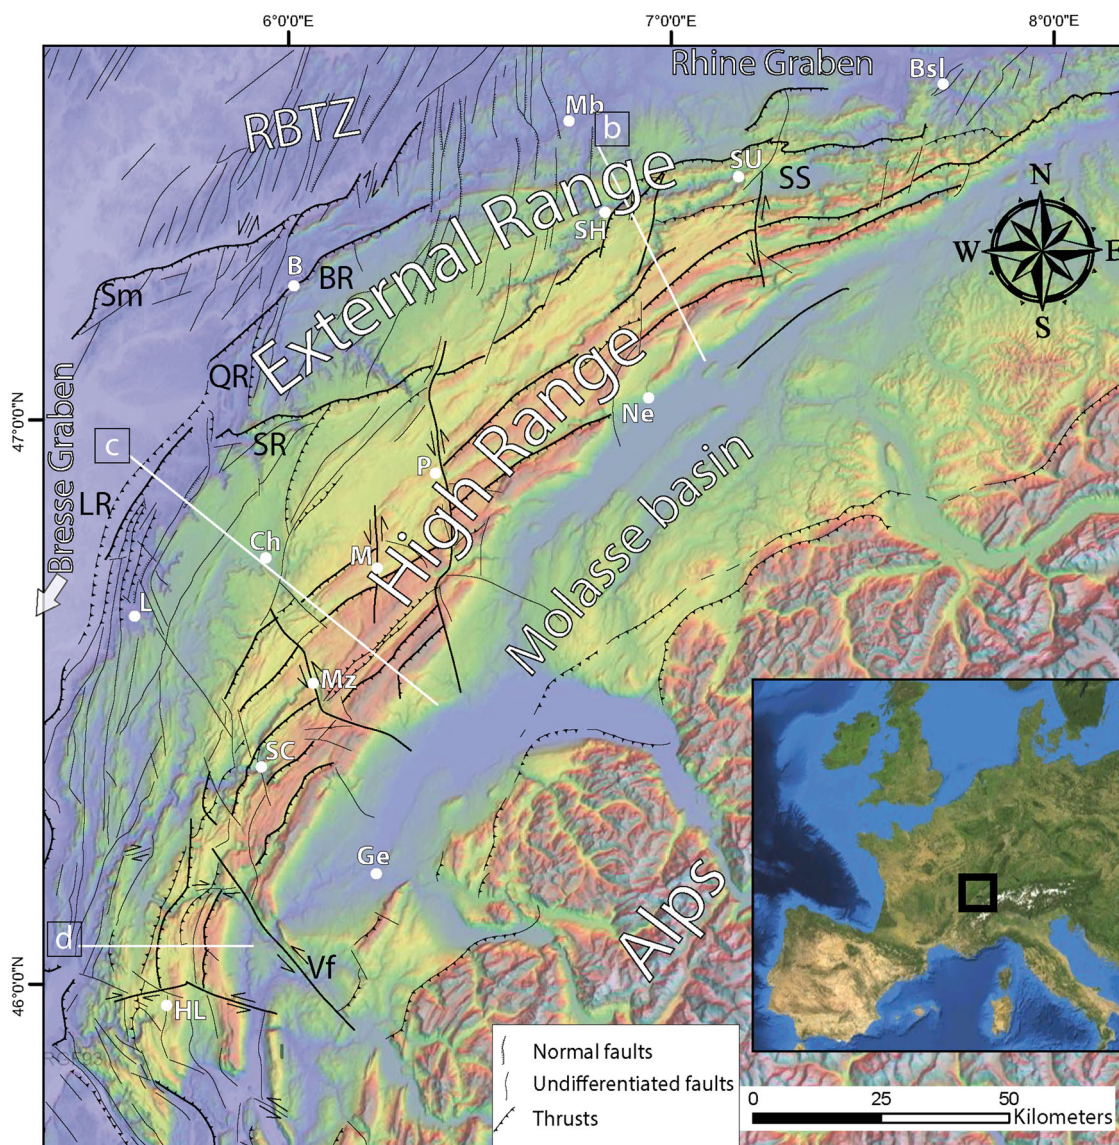 6°0'0"E
7°0'0"E
8°0'0"E
Rhine Graben
Bsl
RBTZ
Mb
b
SU
SS
N
External Range
SH
W
E
B
BR
Sm
S
QR
High Range
Ne
47°0'0"N
SR
c
Bresse Graben
P
LR
Molasse basin
Ch
M
L
Mz
SC
Ge
Alps
d
Vf
46°0'0"N
HL
Normal faults
Undifferentiated faults
Thrusts
0 25 50
Kilometers